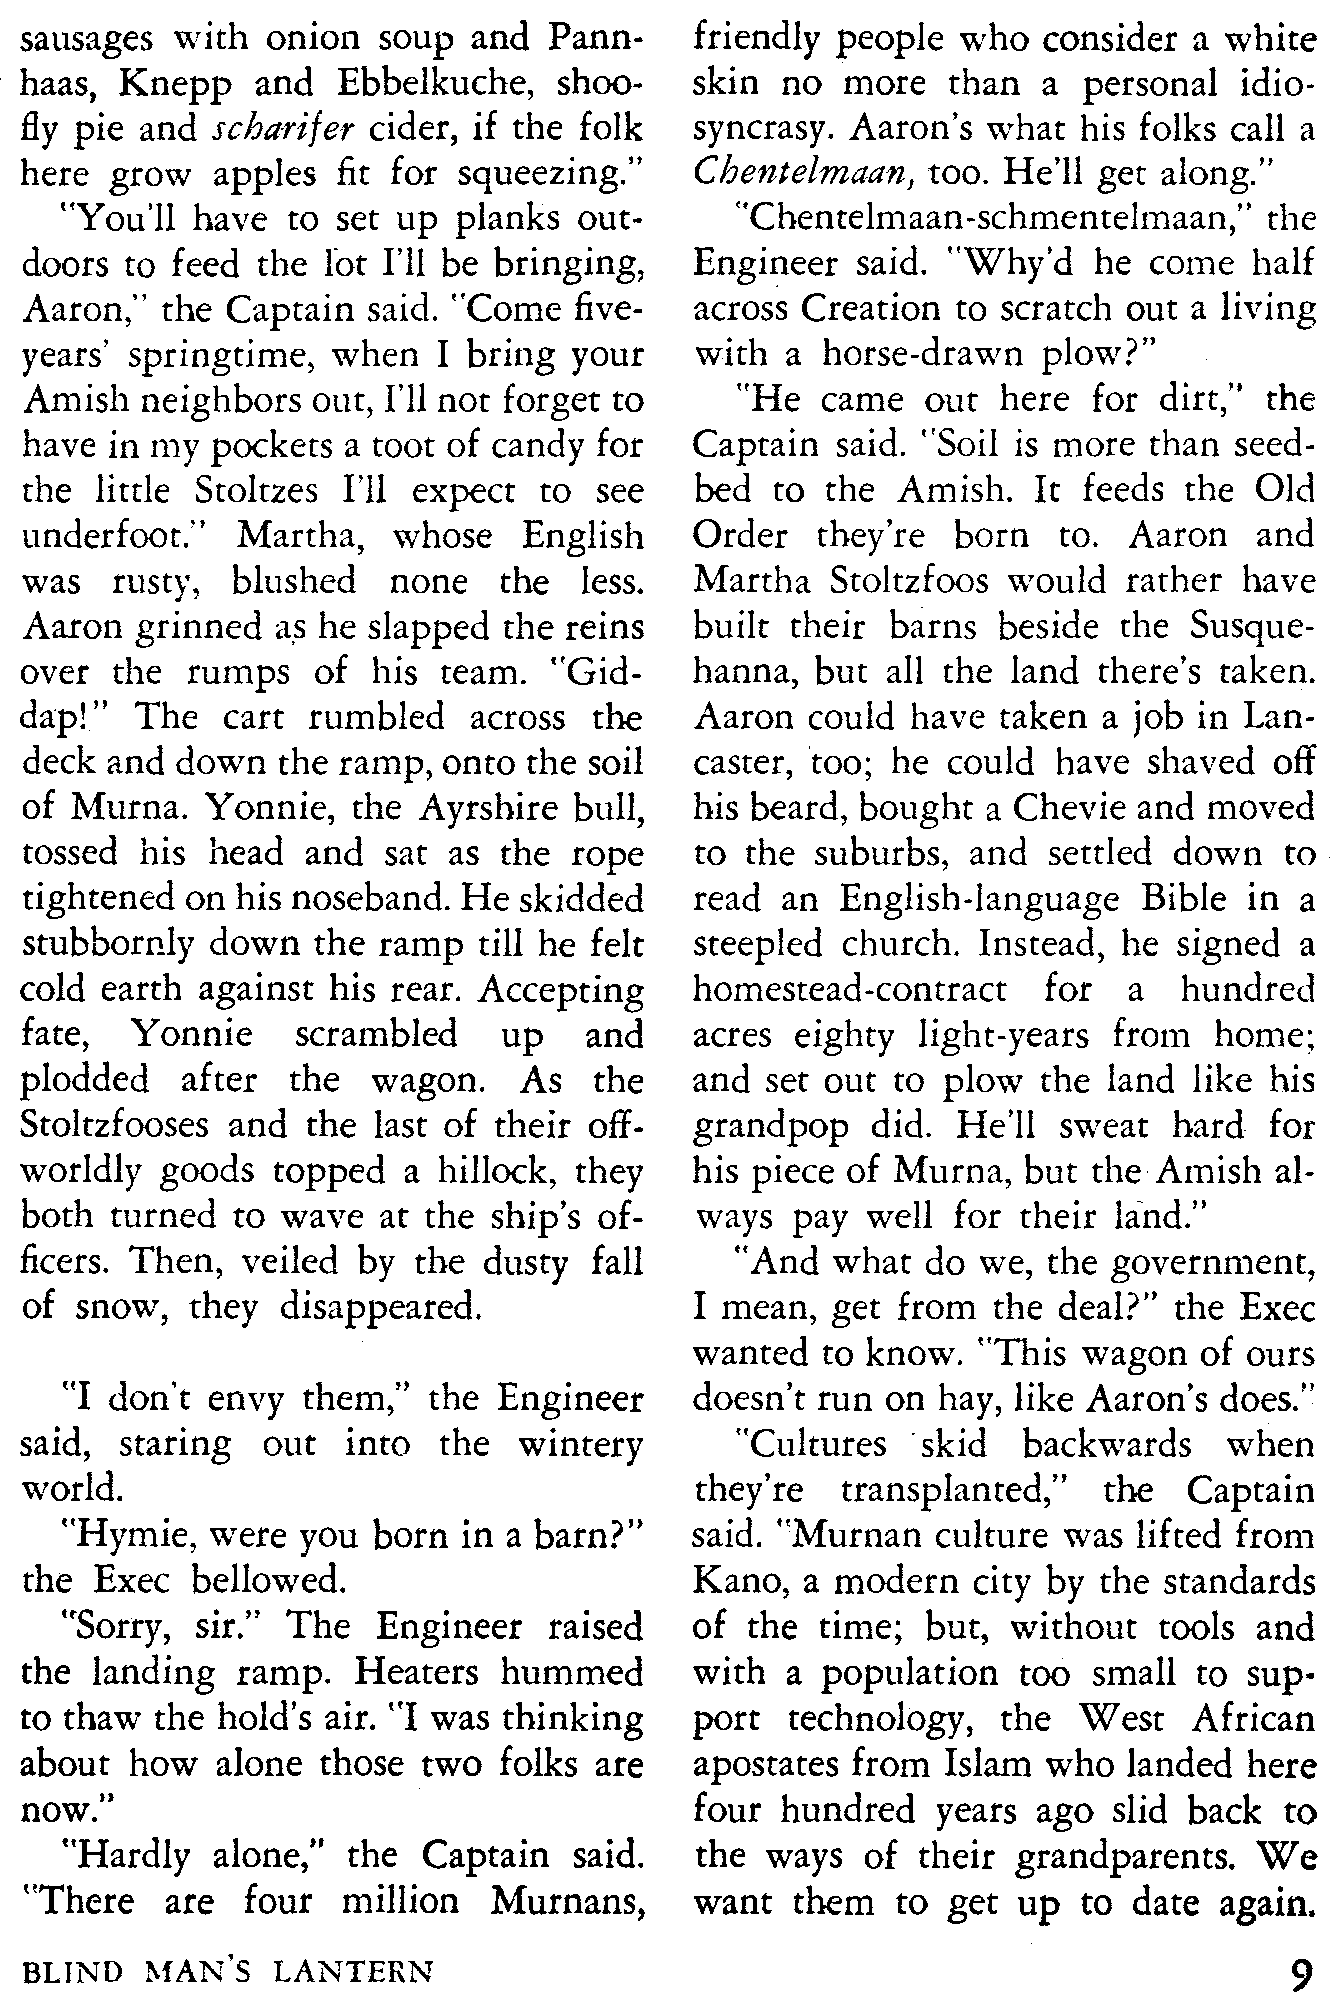 sausages with onion soup and Pann-
haas, Knepp and Ebbelkuche, shoo-
fly pie and scharifer cider, if the folk
here grow apples fit for squeezing."
"You'll have to set up planks out-
doors to feed the lot I'll be bringing,
Aaron," the Captain said. "Come five-
years' springtime, when I bring your
Amish neighbors out, I'll not forget to
have in my pockets a toot of candy for
the little Stoltzes I'll expect to see
underfoot." Martha, whose English
was rusty, blushed none the less.
Aaron grinned as he slapped the reins
over the rumps of his team. "Gid-
dap!" The cart rumbled across the
deck and down the ramp, onto the soil
of Murna. Yonnie, the Ayrshire bull,
tossed his head and sat as the rope
tightened on his noseband. He skidded
stubbornly down the ramp till he felt
cold earth against his rear. Accepting
fate, Yonnie scrambled up and
plodded after the wagon. As the
Stoltzfooses and the last of their off-
worldly goods topped a hillock, they
both turned to wave at the ship's of-
ficers. Then, veiled by the dusty fall
of snow, they disappeared.
"I don't envy them," the Engineer
said, staring out into the wintery
world.
"Hymie, were you born in a barn?"
the Exec bellowed.
"Sorry, sir." The Engineer raised
the landing ramp. Heaters hummed
to thaw the hold's air. "I was thinking
about how alone those two folks are
now."
"Hardly alone," the Captain said.
"There are four million Murnans,
friendly people who consider a white
skin no more than a personal idio-
syncrasy. Aaron's what his folks call a
Chentelmaan, too. He'll get along."
"Chentelmaan-schmentelmaan," the
Engineer said. "Why'd he come half
across Creation to scratch out a living
with a horse-drawn plow?"
"He came out here for dirt," the
Captain said. "Soil is more than seed-
bed to the Amish. It feeds the Old
Order they're born to. Aaron and
Martha Stoltzfoos would rather have
built their barns beside the Susque-
hanna, but all the land there's taken.
Aaron could have taken a job in Lan-
caster, too; he could have shaved off
his beard, bought a Chevie and moved
to the suburbs, and settled down to
read an English-language Bible in a
steepled church. Instead, he signed a
homestead-contract for a hundred
acres eighty light-years from home;
and set out to plow the land like his
grandpop did. He'll sweat hard for
his piece of Murna, but the Amish al-
ways pay well for their land."
"And what do we, the government,
I mean, get from the deal?" the Exec
wanted to know. "This wagon of ours
doesn't run on hay, like Aaron's does."
"Cultures skid backwards when
they're transplanted," the Captain
said. "Murnan culture was lifted from
Kano, a modern city by the standards
of the time; but, without tools and
with a population too small to sup-
port technology, the West African
apostates from Islam who landed here
four hundred years ago slid back to
the ways of their grandparents. We
want them to get up to date again.
BLIND MAN'S LANTERN
9